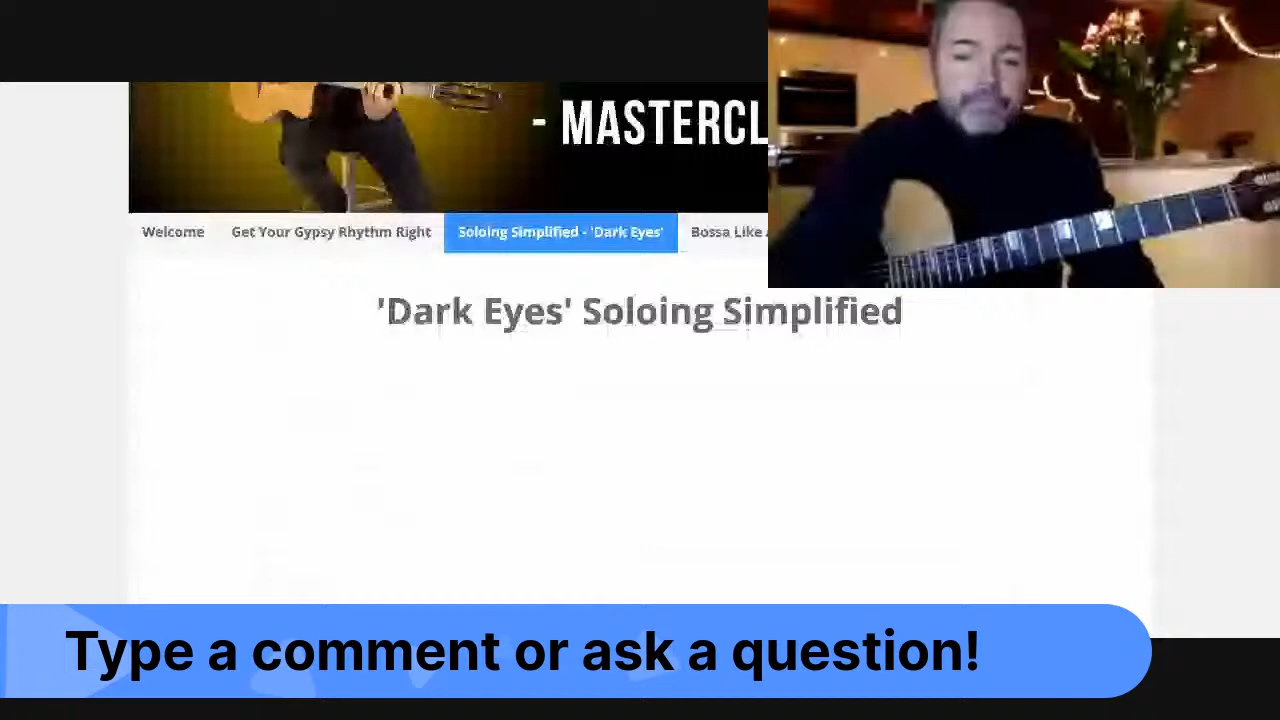 - MASTERCL
Welcome Get Your Gypsy Rhythm Right Soloing Simplified - 'Dark Eyes' Bossa Like
'Dark Eyes' Soloing Simplified
Type a comment or ask a question!